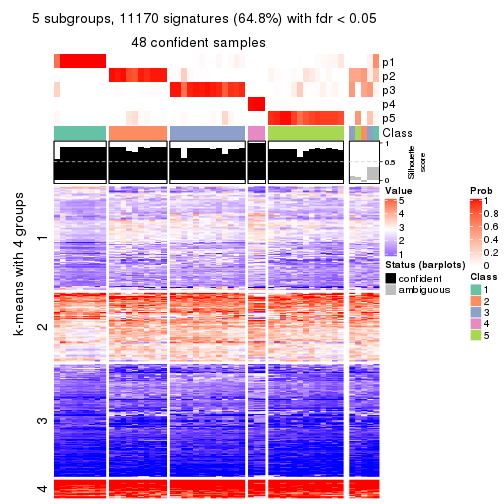 5 subgroups, 11170 signatures (64.8%) with fdr < 0.05
48 confident samples
p1
p2
p3
p4
p5
Class
1
0.5
0
Silhouette
score
k-means with 4 groups
1
2
3
4
Value
5
4
3
2
1
Status (barplots)
confident
ambiguous
Prob
1
0.8
0.6
0.4
0.2
0
Class
1
2
3
4
5